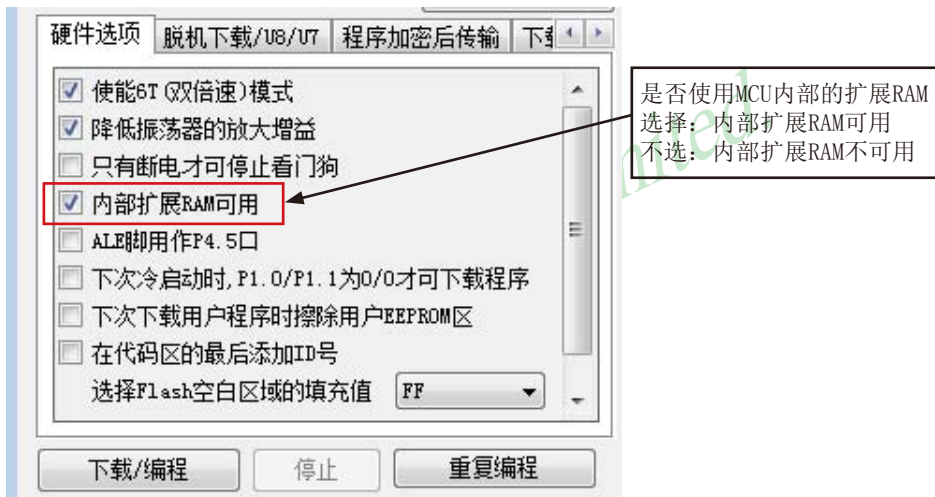 硬件选项 脱机下载/U8/U7 程序加密后传输
使能6T(双倍速)模式
降低振荡器的放大增益
只有断电才可停止看门狗
内部扩展RAM可用
ALE脚用作P4.5口
下次冷启动时,P1.0/P1.1为0/0才可下载程序
下次下载用户程序时擦除用户EEPROM区
在代码区的最后添加ID号
选择Flash空白区域的填充值 FF
下载/编程 停止 重复编程
是否使用MCU内部的扩展RAM
选择：内部扩展RAM可用
不选：内部扩展RAM不可用